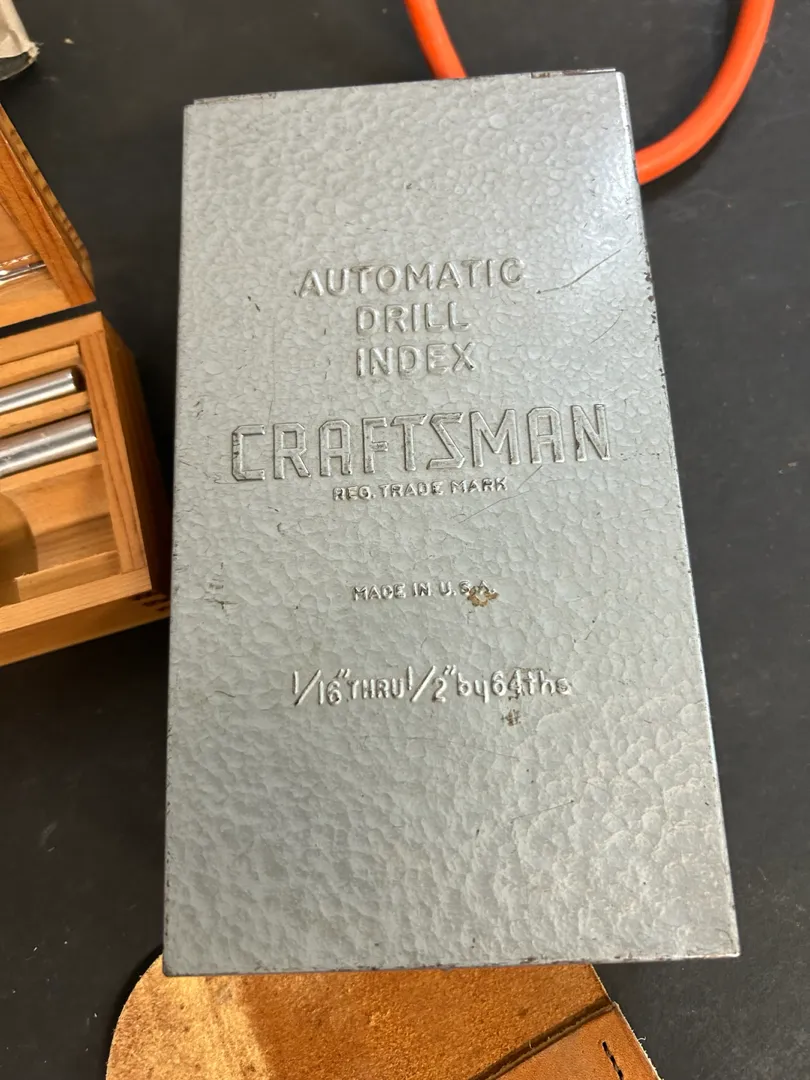 AUTOMATIC
DRILL
INDEX
CRAFTSMAN
REG. TRADE MARK
MADE IN U.S.A.
1/16" THRU 1/2" by 64ths